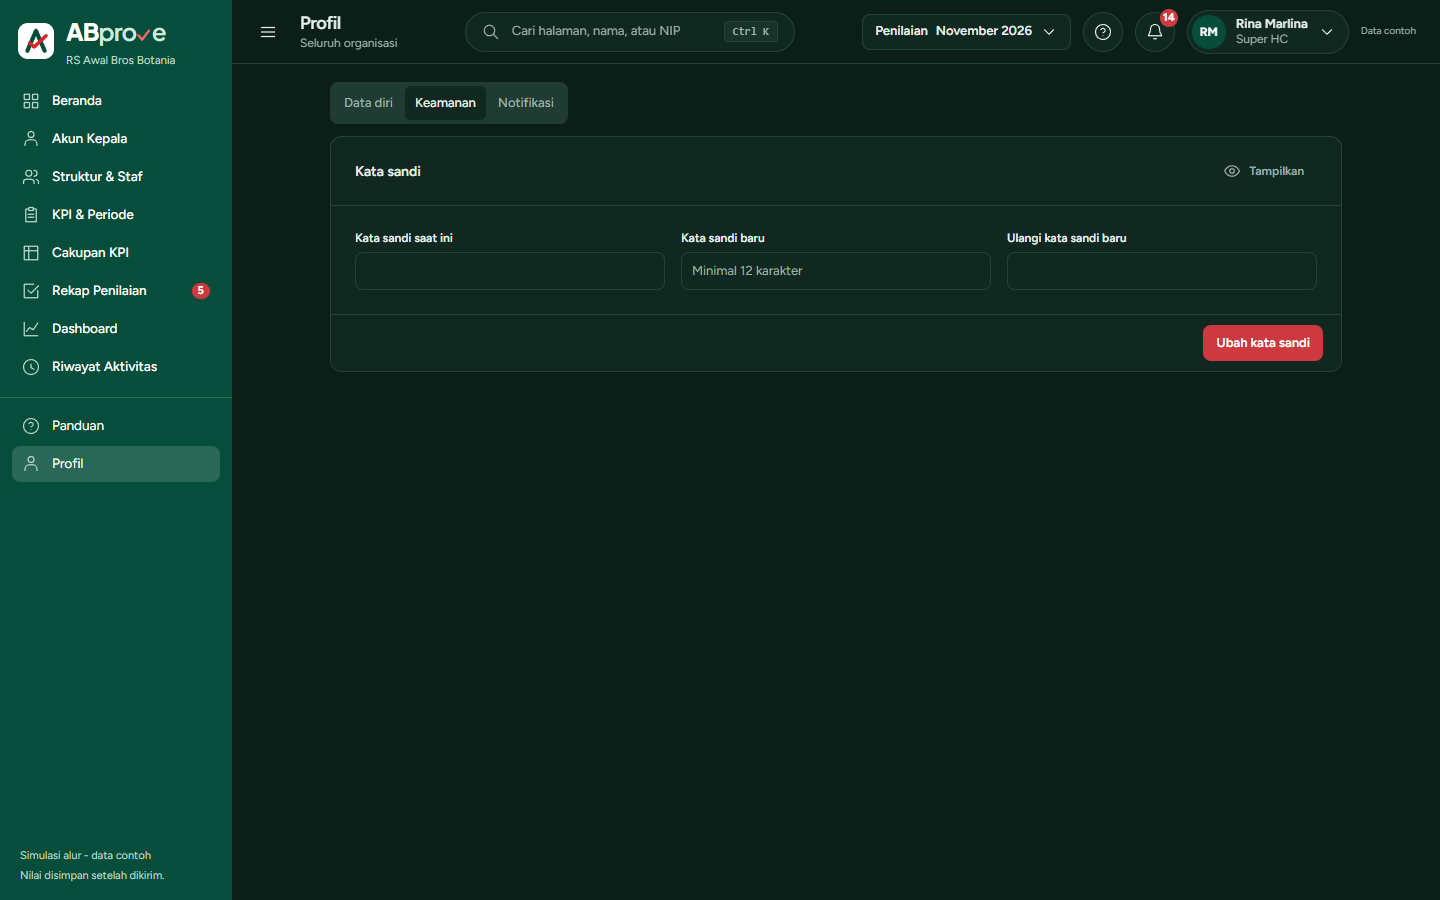 ABprove
RS Awal Bros Botania
Beranda
Akun Kepala
Struktur & Staf
KPI & Periode
Cakupan KPI
Rekap Penilaian 5
Dashboard
Riwayat Aktivitas
Panduan
Profil
Simulasi alur - data contoh
Nilai disimpan setelah dikirim.
Profil
Seluruh organisasi
Cari halaman, nama, atau NIP Ctrl K
Penilaian November 2026
14
RM
Rina Marlina
Super HC
Data contoh
Data diri Keamanan Notifikasi
Kata sandi
Tampilkan
Kata sandi saat ini
Kata sandi baru
Minimal 12 karakter
Ulangi kata sandi baru
Ubah kata sandi